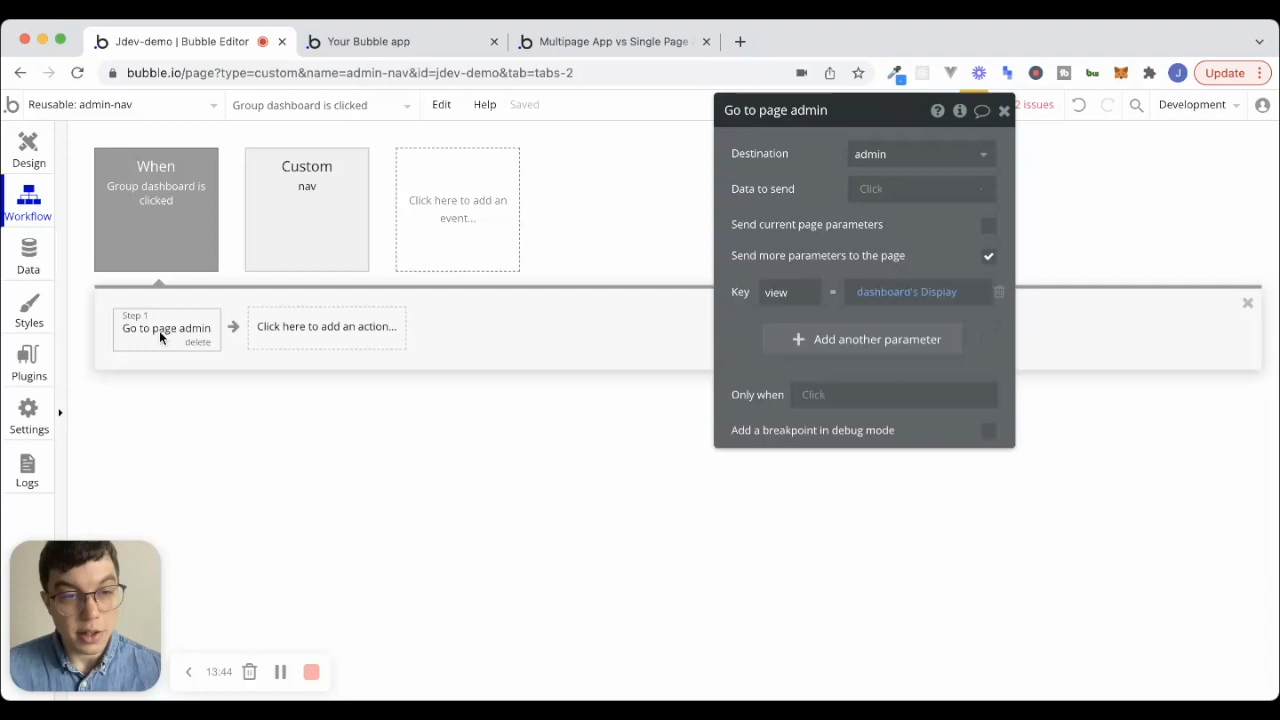 Jdev-demo | Bubble Editor
Your Bubble app
Multipage App vs Single Page
bubble.io/page?type=custom&name=admin-nav&id=jdev-demo&tab=tabs-2
bw
J
Update
b
Reusable: admin-nav
Group dashboard is clicked
Edit
Help
Saved
2 issues
Development
Design
Workflow
Data
Styles
Plugins
Settings
Logs
When
Group dashboard is
clicked
Custom
nav
Click here to add an
event...
Step 1
Go to page admin
delete
Click here to add an action...
Go to page admin
Destination
admin
Data to send
Click
Send current page parameters
Send more parameters to the page
Key
view
=
dashboard's Display
+ Add another parameter
Only when
Click
Add a breakpoint in debug mode
13:44